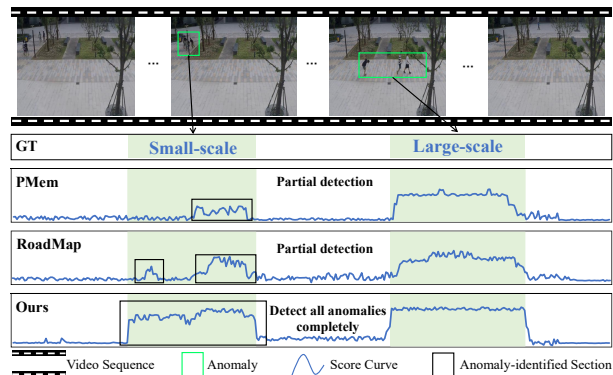 ... ... ...
GT Small-scale Large-scale
PMem Partial detection
RoadMap Partial detection
Ours Detect all anomalies
completely
Video Sequence Anomaly Score Curve Anomaly-identified Section